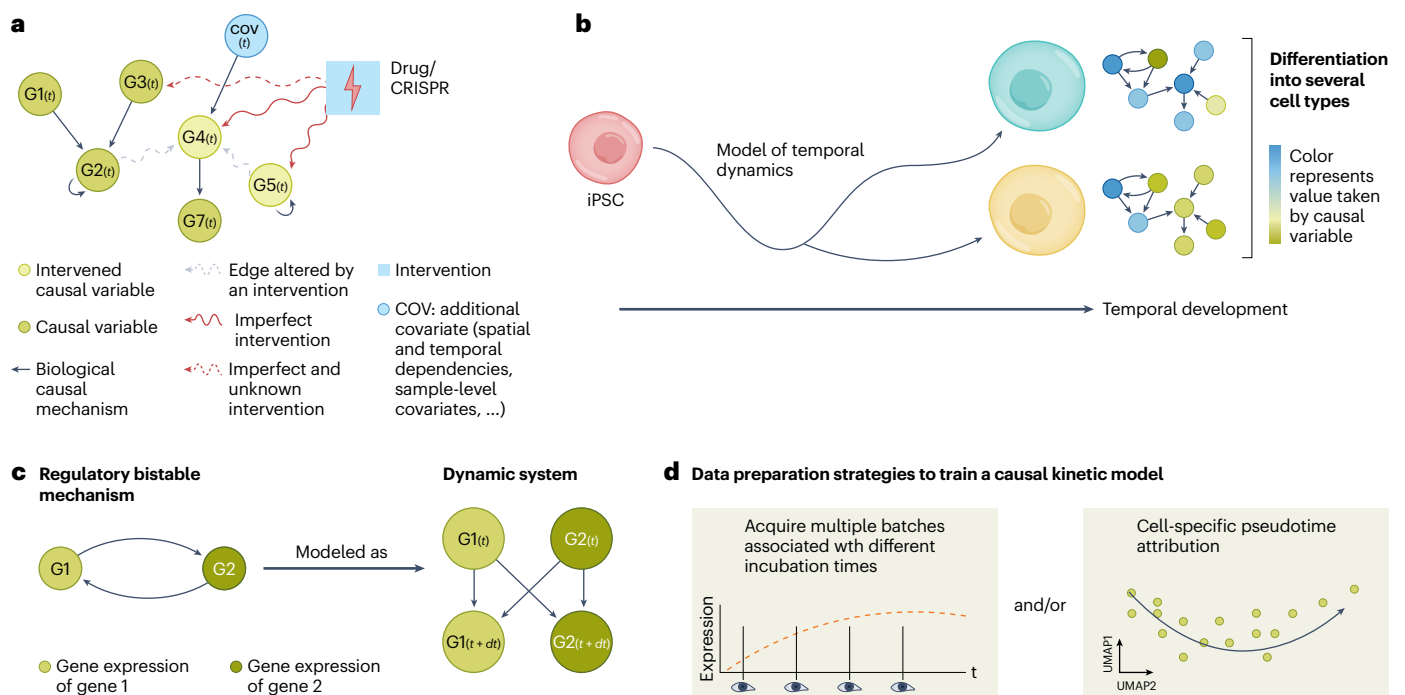 a
COV
(t)
G1(t)
G3(t)
Drug/
CRISPR
G4(t)
G2(t)
G5(t)
G7(t)
Intervened
causal variable
Causal variable
Biological
causal
mechanism
Edge altered by
an intervention
Imperfect
intervention
Imperfect and
unknown
intervention
Intervention
COV: additional
covariate (spatial
and temporal
dependencies,
sample-level
covariates, ...)
b
iPSC
Model of temporal
dynamics
Differentiation
into several
cell types
Color
represents
value taken
by causal
variable
Temporal development
c
Regulatory bistable
mechanism
G1
G2
Modeled as
Dynamic system
G1(t)
G2(t)
G1(t + dt)
G2(t + dt)
Gene expression
of gene 1
Gene expression
of gene 2
d
Data preparation strategies to train a causal kinetic model
Acquire multiple batches
associated wth different
incubation times
Expression
t
and/or
Cell-specific pseudotime
attribution
UMAP1
UMAP2